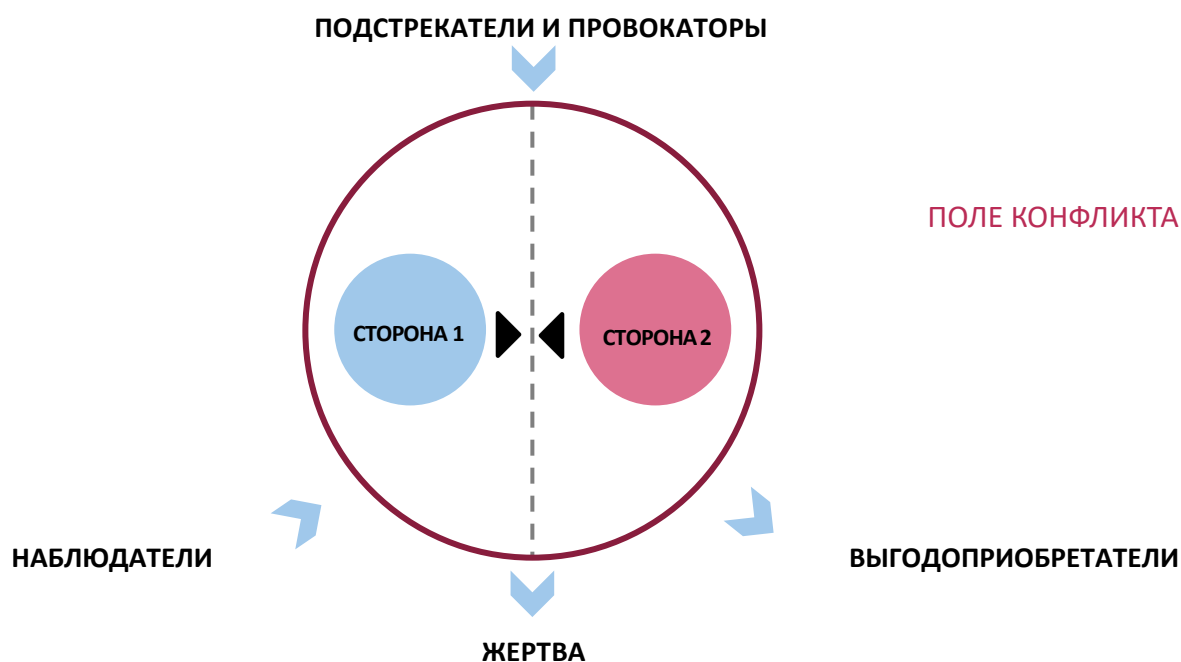 ПОДСТРЕКАТЕЛИ И ПРОВОКАТОРЫ
ПОЛЕ КОНФЛИКТА
СТОРОНА 1
СТОРОНА 2
НАБЛЮДАТЕЛИ
ВЫГОДОПРИОБРЕТАТЕЛИ
ЖЕРТВА